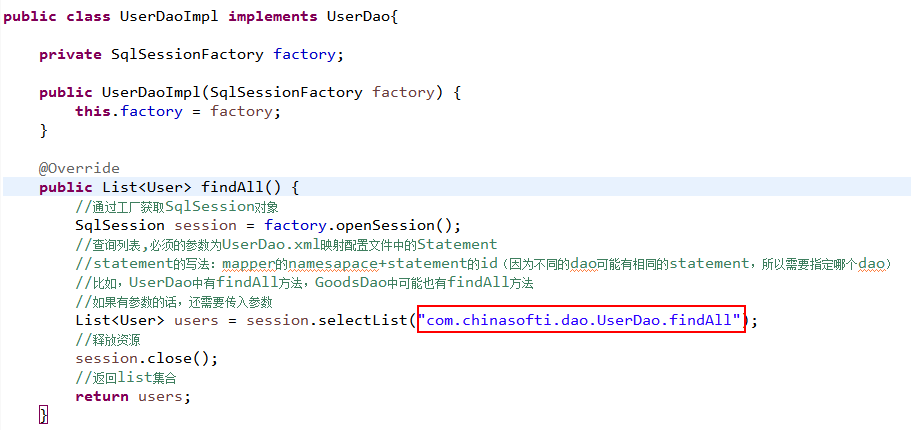 public class UserDaoImpl implements UserDao{
private SqlSessionFactory factory;
public UserDaoImpl(SqlSessionFactory factory) {
this.factory = factory;
}
@Override
public List<User> findAll() {
//通过工厂获取SqlSession对象
SqlSession session = factory.openSession();
//查询列表,必须的参数为UserDao.xml映射配置文件中的Statement
//statement的写法：mapper的namesapace+statement的id（因为不同的dao可能有相同的statement，所以需要指定哪个dao）
//比如，UserDao中有findAll方法，GoodsDao中可能也有findAll方法
//如果有参数的话，还需要传入参数
List<User> users = session.selectList("com.chinasofti.dao.UserDao.findAll");
//释放资源
session.close();
//返回list集合
return users;
}